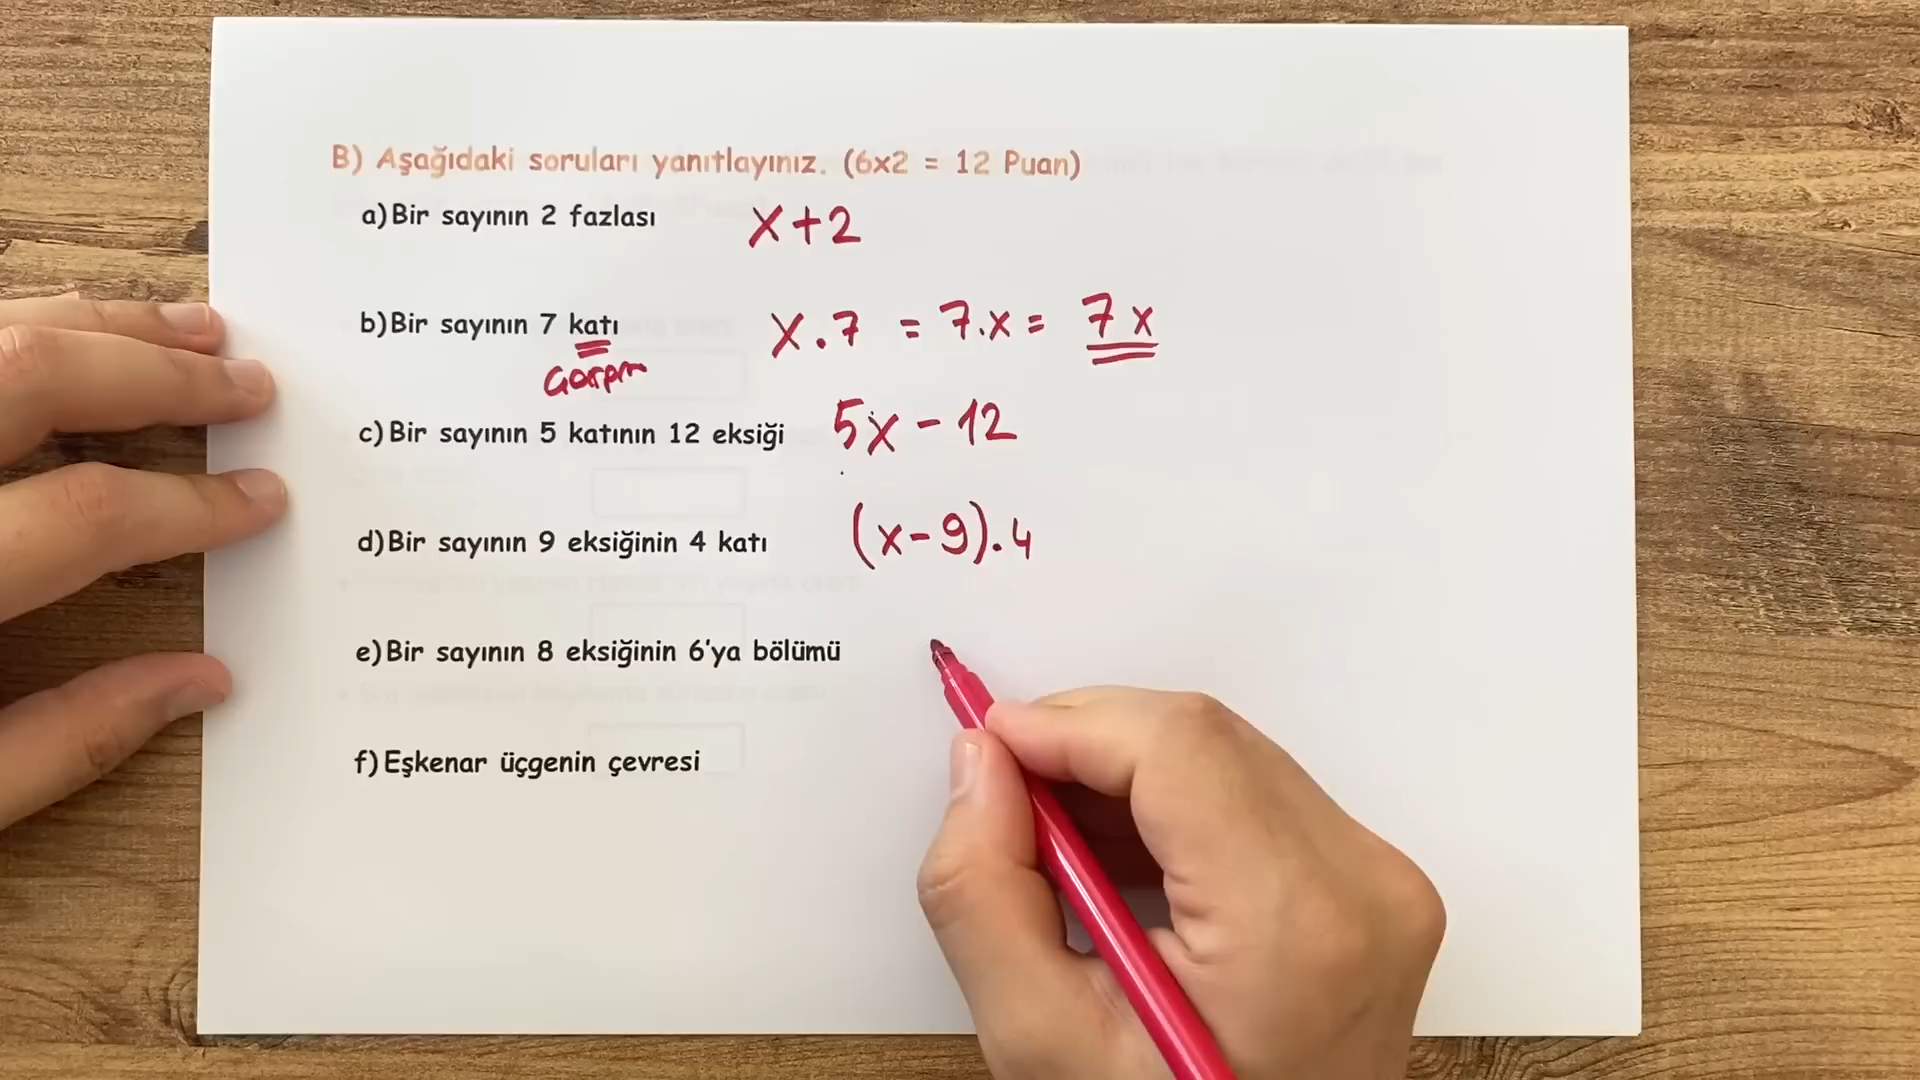 B) Aşağıdaki soruları yanıtlayınız. (6x2 = 12 Puan)
a) Bir sayının 2 fazlası x+2
b) Bir sayının 7 katı x.7 = 7.x = 7x
Çarpm
c) Bir sayının 5 katının 12 eksiği 5x - 12
d) Bir sayının 9 eksiğinin 4 katı (x-9).4
e) Bir sayının 8 eksiğinin 6'ya bölümü
f) Eşkenar üçgenin çevresi